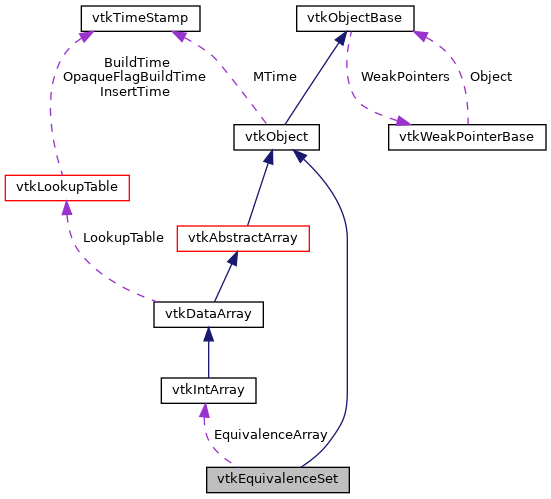 vtkTimeStamp
vtkObjectBase
BuildTime
OpaqueFlagBuildTime
InsertTime
MTime
WeakPointers
Object
vtkObject
vtkWeakPointerBase
vtkLookupTable
LookupTable
vtkAbstractArray
vtkDataArray
vtkIntArray
EquivalenceArray
vtkEquivalenceSet